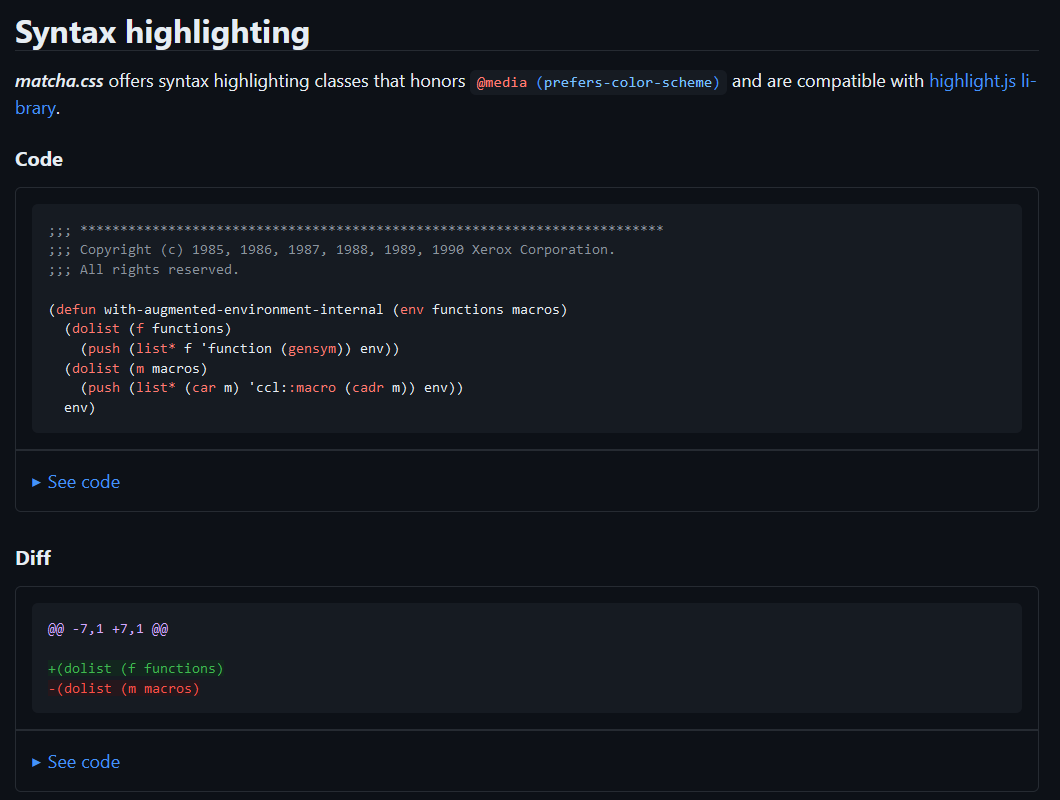 Syntax highlighting
matcha.css offers syntax highlighting classes that honors @media (prefers-color-scheme) and are compatible with highlight.js li-
brary.
Code
;;; *************************************************************************
;;; Copyright (c) 1985, 1986, 1987, 1988, 1989, 1990 Xerox Corporation.
;;; All rights reserved.
(defun with-augmented-environment-internal (env functions macros)
  (dolist (f functions)
    (push (list* f 'function (gensym)) env))
  (dolist (m macros)
    (push (list* (car m) 'ccl::macro (cadr m)) env))
  env)
▸ See code
Diff
@@ -7,1 +7,1 @@
+(dolist (f functions)
-(dolist (m macros)
▸ See code